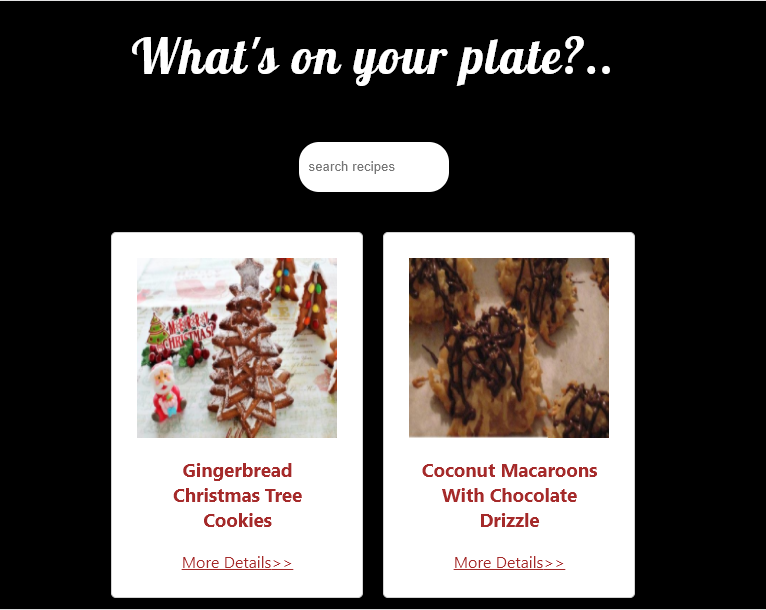 What's on your plate?..
search recipes
MERRY
CHRISTMAS
Gingerbread
Christmas Tree
Cookies
More Details>>
Coconut Macaroons
With Chocolate
Drizzle
More Details>>